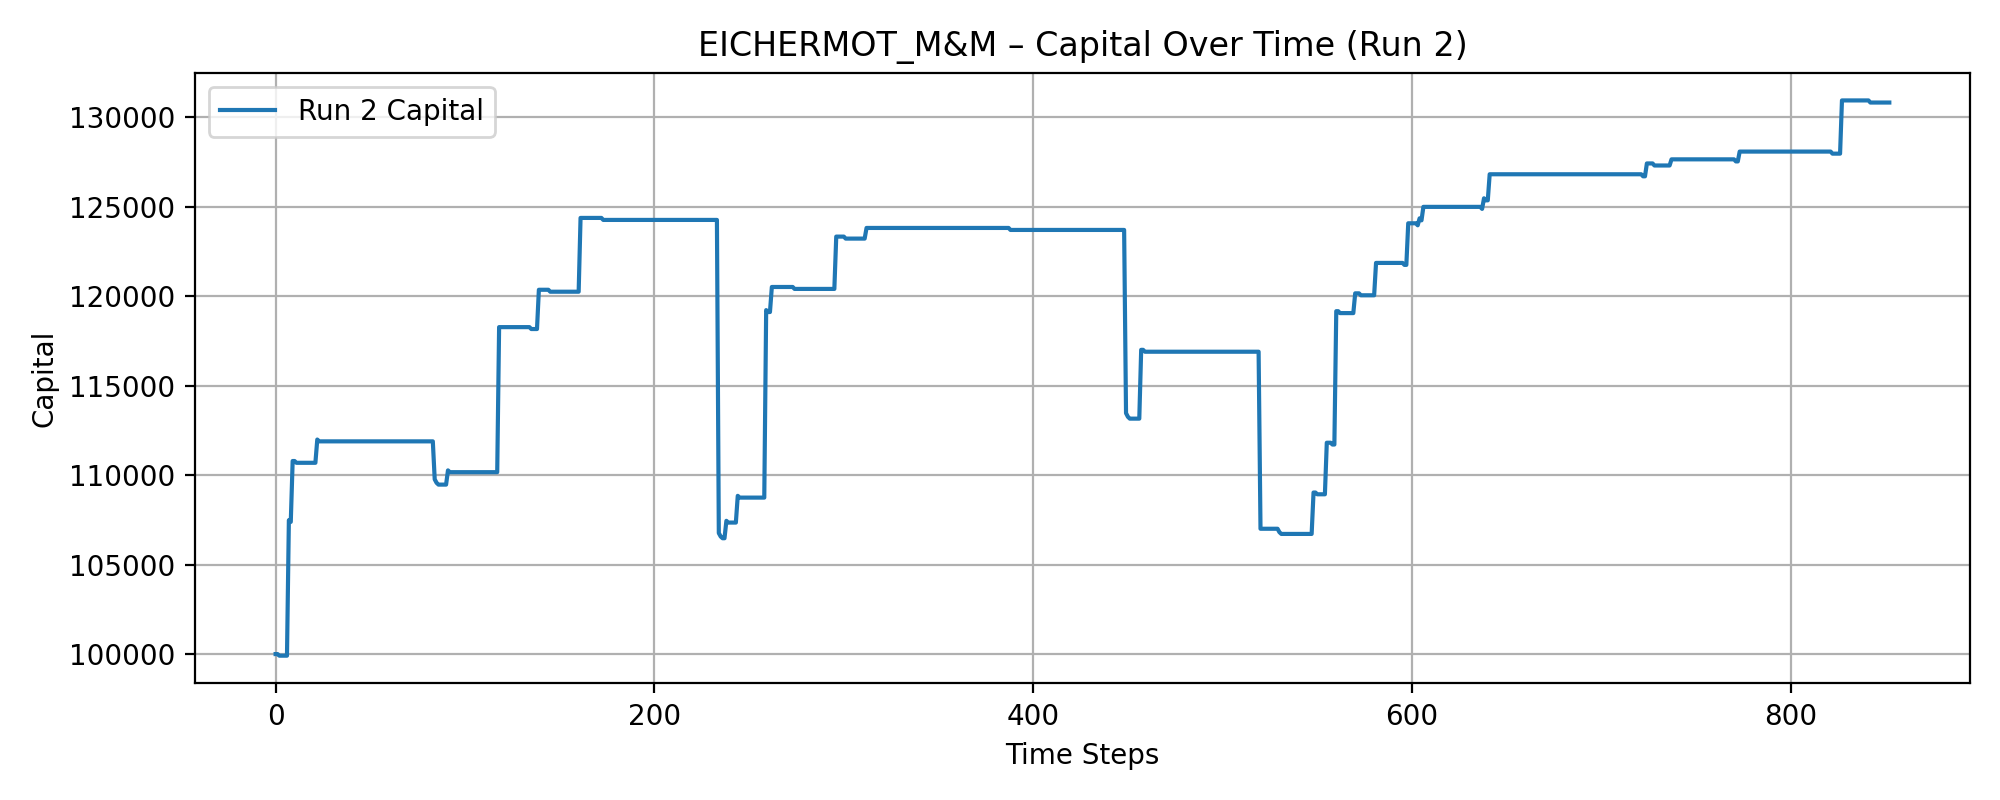 EICHERMOT_M&M – Capital Over Time (Run 2)
Run 2 Capital
Capital
130000
125000
120000
115000
110000
105000
100000
0 200 400 600 800
Time Steps